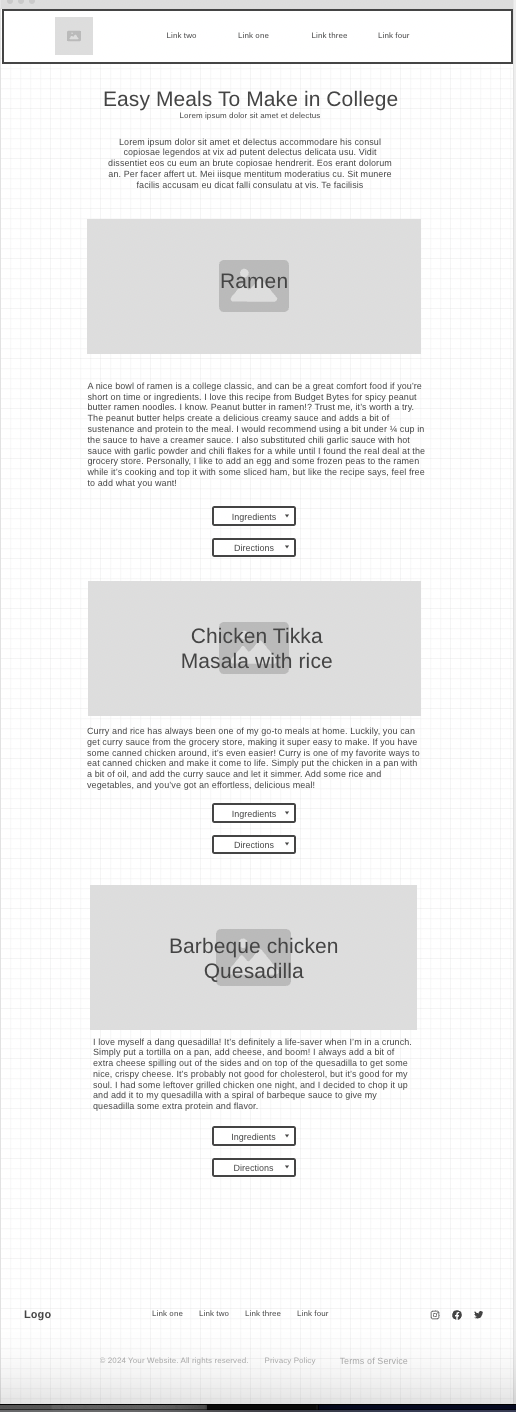 Link two Link one Link three Link four
Easy Meals To Make in College
Lorem ipsum dolor sit amet et delectus
Lorem ipsum dolor sit amet et delectus accommodare his consul
copiosae legendos at vix ad putent delectus delicata usu. Vidit
dissentiet eos cu eum an brute copiosae hendrerit. Eos erant dolorum
an. Per facer affert ut. Mei iisque mentitum moderatius cu. Sit munere
facilis accusam eu dicat falli consulatu at vis. Te facilisis
Ramen
A nice bowl of ramen is a college classic, and can be a great comfort food if you're
short on time or ingredients. I love this recipe from Budget Bytes for spicy peanut
butter ramen noodles. I know. Peanut butter in ramen!? Trust me, it's worth a try.
The peanut butter helps create a delicious creamy sauce and adds a bit of
sustenance and protein to the meal. I would recommend using a bit under ¼ cup in
the sauce to have a creamer sauce. I also substituted chili garlic sauce with hot
sauce with garlic powder and chili flakes for a while until I found the real deal at the
grocery store. Personally, I like to add an egg and some frozen peas to the ramen
while it's cooking and top it with some sliced ham, but like the recipe says, feel free
to add what you want!
Ingredients
Directions
Chicken Tikka
Masala with rice
Curry and rice has always been one of my go-to meals at home. Luckily, you can
get curry sauce from the grocery store, making it super easy to make. If you have
some canned chicken around, it's even easier! Curry is one of my favorite ways to
eat canned chicken and make it come to life. Simply put the chicken in a pan with
a bit of oil, and add the curry sauce and let it simmer. Add some rice and
vegetables, and you've got an effortless, delicious meal!
Ingredients
Directions
Barbeque chicken
Quesadilla
I love myself a dang quesadilla! It's definitely a life-saver when I'm in a crunch.
Simply put a tortilla on a pan, add cheese, and boom! I always add a bit of
extra cheese spilling out of the sides and on top of the quesadilla to get some
nice, crispy cheese. It's probably not good for cholesterol, but it's good for my
soul. I had some leftover grilled chicken one night, and I decided to chop it up
and add it to my quesadilla with a spiral of barbeque sauce to give my
quesadilla some extra protein and flavor.
Ingredients
Directions
Logo Link one Link two Link three Link four
© 2024 Your Website. All rights reserved. Privacy Policy Terms of Service